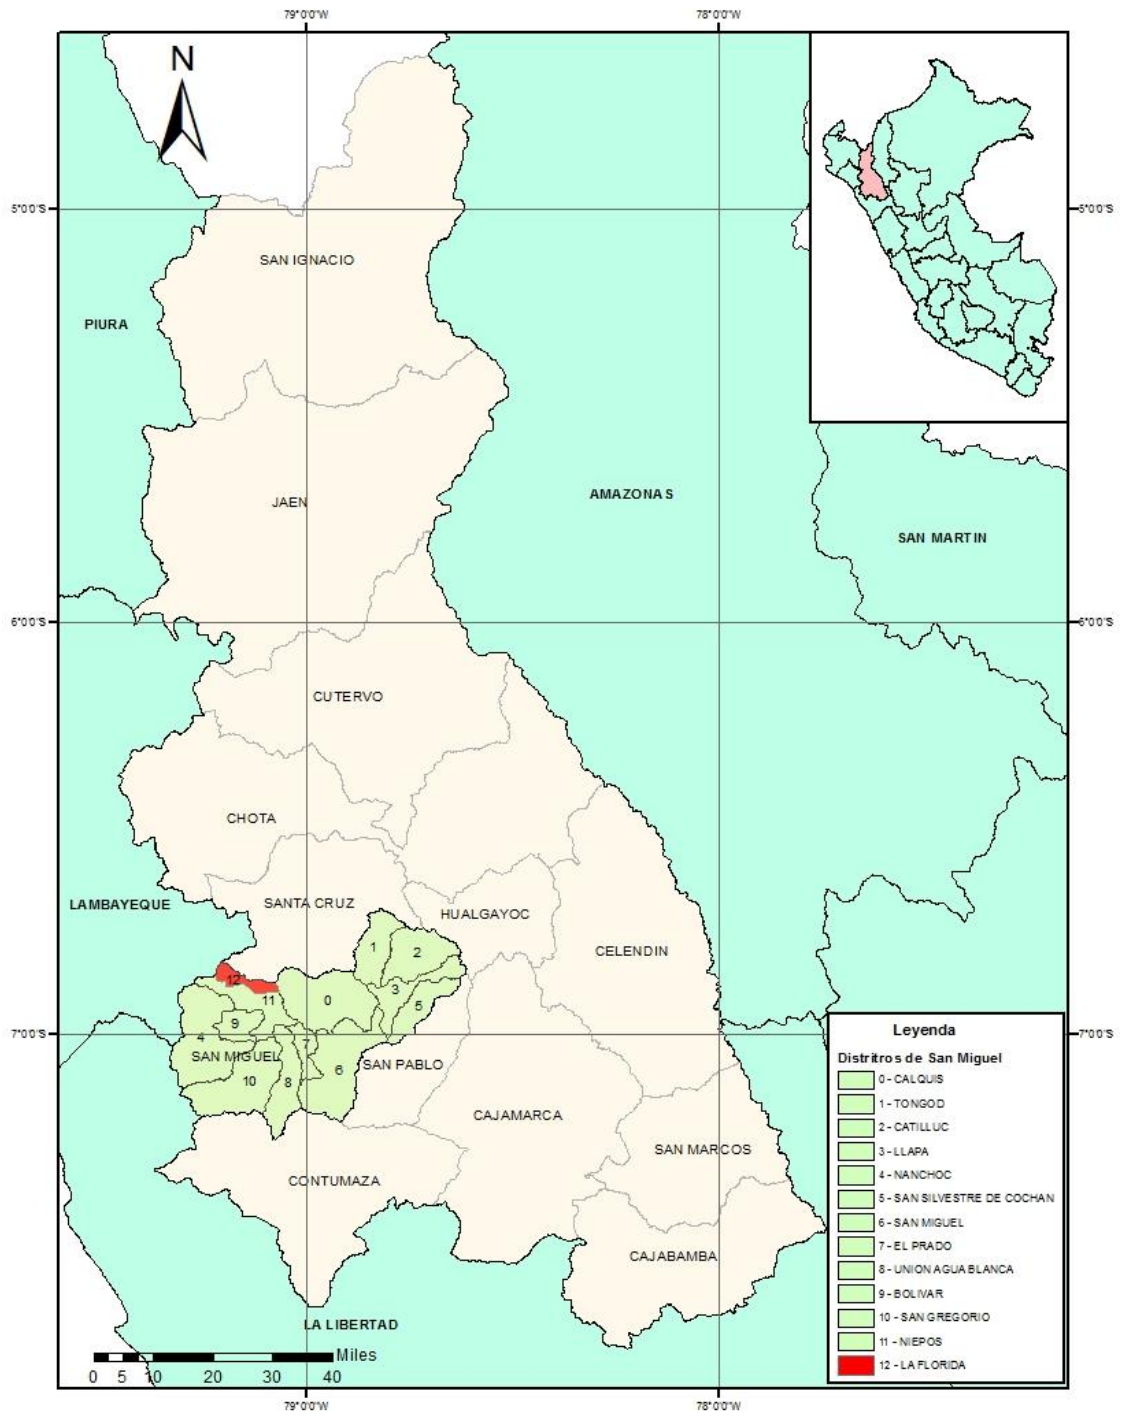 79°0'0"W
78°0'0"W
N
5°0'0"S
5°0'0"S
SAN IGNACIO
PIURA
JAEN
AMAZONAS
SAN MARTIN
6°0'0"S
6°0'0"S
CUTERVO
CHOTA
LAMBAYEQUE
SANTA CRUZ
HUALGAYOC
CELENDIN
1
2
12
11
0
3
5
9
4
7°0'0"S
7°0'0"S
7
SAN MIGUEL
SAN PABLO
6
10
8
CAJAMARCA
SAN MARCOS
CONTUMAZA
CAJABAMBA
LA LIBERTAD
Leyenda
Distritros de San Miguel
0 - CALQUIS
1 - TONGOD
2 - CATILLUC
3 - LLAPA
4 - NANCHOC
5 - SAN SILVESTRE DE COCHAN
6 - SAN MIGUEL
7 - EL PRADO
8 - UNION AGUA BLANCA
9 - BOLIVAR
10 - SAN GREGORIO
11 - NIEPOS
12 - LA FLORIDA
Miles
0 5 10 20 30 40
79°0'0"W
78°0'0"W